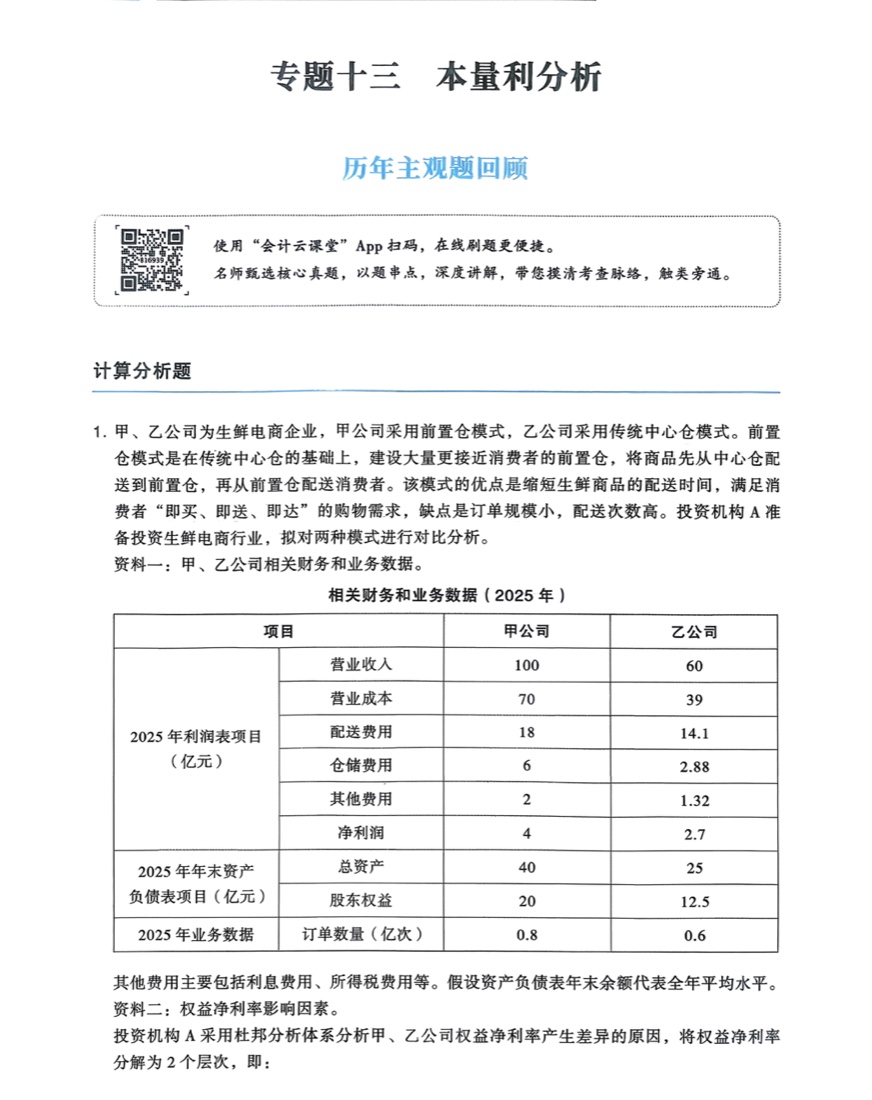 专题十三 本量利分析
历年主观题回顾
使用“会计云课堂”App 扫码，在线刷题更便捷。
名师甄选核心真题，以题串点，深度讲解，带您摸清考查脉络，触类旁通。
计算分析题
1. 甲、乙公司为生鲜电商企业，甲公司采用前置仓模式，乙公司采用传统中心仓模式。前置
仓模式是在传统中心仓的基础上，建设大量更接近消费者的前置仓，将商品先从中心仓配
送到前置仓，再从前置仓配送消费者。该模式的优点是缩短生鲜商品的配送时间，满足消
费者“即买、即送、即达”的购物需求，缺点是订单规模小，配送次数高。投资机构 A 准
备投资生鲜电商行业，拟对两种模式进行对比分析。
资料一：甲、乙公司相关财务和业务数据。
相关财务和业务数据（2025 年）
项目 甲公司 乙公司
2025 年利润表项目
（亿元）
营业收入 100 60
营业成本 70 39
配送费用 18 14.1
仓储费用 6 2.88
其他费用 2 1.32
净利润 4 2.7
2025 年年末资产
负债表项目（亿元）
总资产 40 25
股东权益 20 12.5
2025 年业务数据 订单数量（亿次） 0.8 0.6
其他费用主要包括利息费用、所得税费用等。假设资产负债表年末余额代表全年平均水平。
资料二：权益净利率影响因素。
投资机构 A 采用杜邦分析体系分析甲、乙公司权益净利率产生差异的原因，将权益净利率
分解为 2 个层次，即：